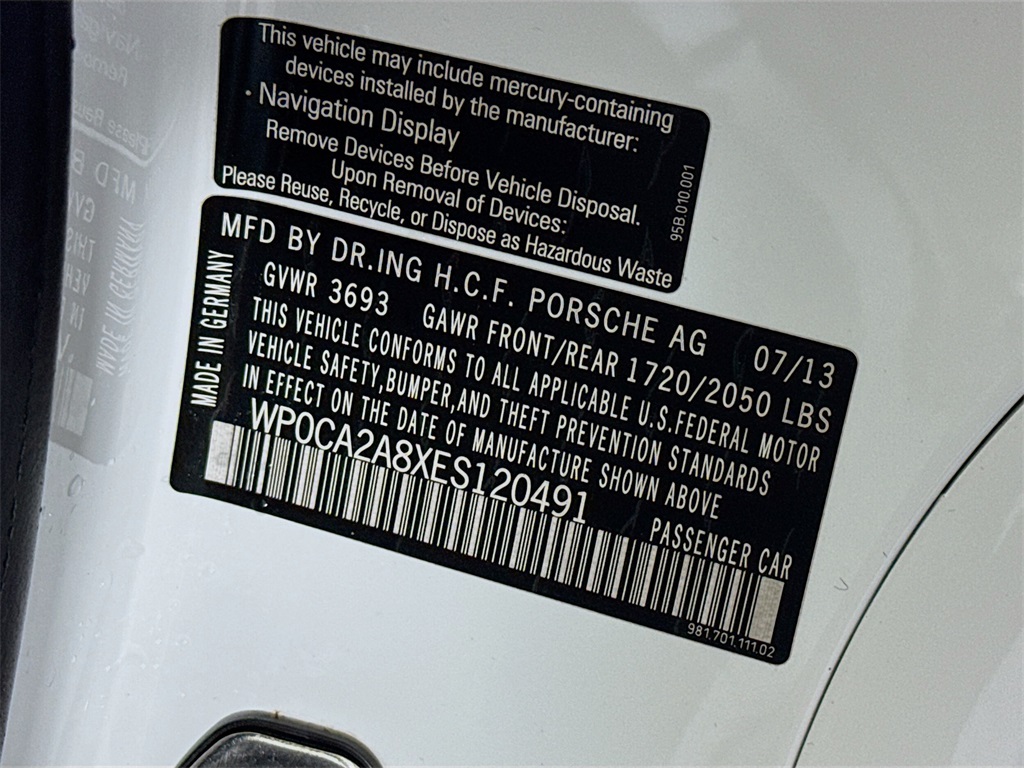 This vehicle may include mercury-containing
devices installed by the manufacturer:
· Navigation Display
Remove Devices Before Vehicle Disposal.
Upon Removal of Devices:
Please Reuse, Recycle, or Dispose as Hazardous Waste
95B.010.001
MFD BY DR.ING H.C.F. PORSCHE AG 07/13
GVWR 3693 GAWR FRONT/REAR 1720/2050 LBS
THIS VEHICLE CONFORMS TO ALL APPLICABLE U.S.FEDERAL MOTOR
VEHICLE SAFETY,BUMPER,AND THEFT PREVENTION STANDARDS
IN EFFECT ON THE DATE OF MANUFACTURE SHOWN ABOVE
MADE IN GERMANY
WP0CA2A8XES120491
PASSENGER CAR
981.701.111.02